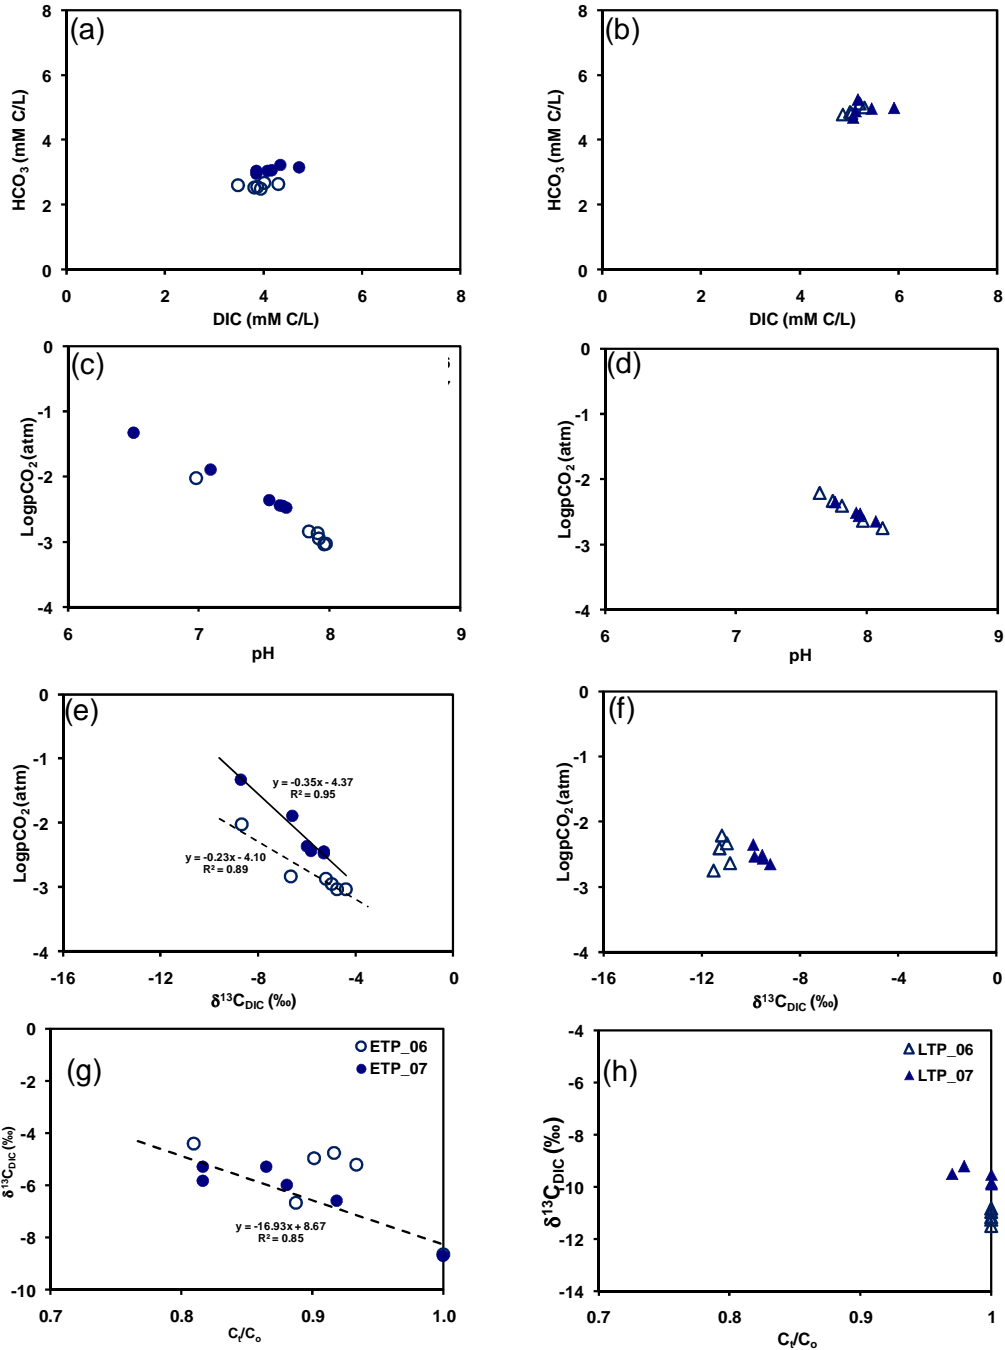 (a)
8
6
4
2
0
HCO3 (mM C/L)
0 2 4 6 8
DIC (mM C/L)
(b)
8
6
4
2
0
HCO3 (mM C/L)
0 2 4 6 8
DIC (mM C/L)
(c)
0
-1
-2
-3
-4
LogpCO2 (atm)
6 7 8 9
pH
(d)
0
-1
-2
-3
-4
LogpCO2 (atm)
6 7 8 9
pH
(e)
0
-1
-2
-3
-4
LogpCO2 (atm)
y = -0.35x - 4.37
R² = 0.95
y = -0.23x - 4.10
R² = 0.89
-16 -12 -8 -4 0
δ13CDIC (‰)
(f)
0
-1
-2
-3
-4
LogpCO2 (atm)
-16 -12 -8 -4 0
δ13CDIC (‰)
(g)
0
-2
-4
-6
-8
-10
δ13CDIC (‰)
ETP_06
ETP_07
y = -16.93x + 8.67
R² = 0.85
0.7 0.8 0.9 1.0
Ct/Co
(h)
-4
-6
-8
-10
-12
-14
δ13CDIC (‰)
LTP_06
LTP_07
0.7 0.8 0.9 1
Ct/Co